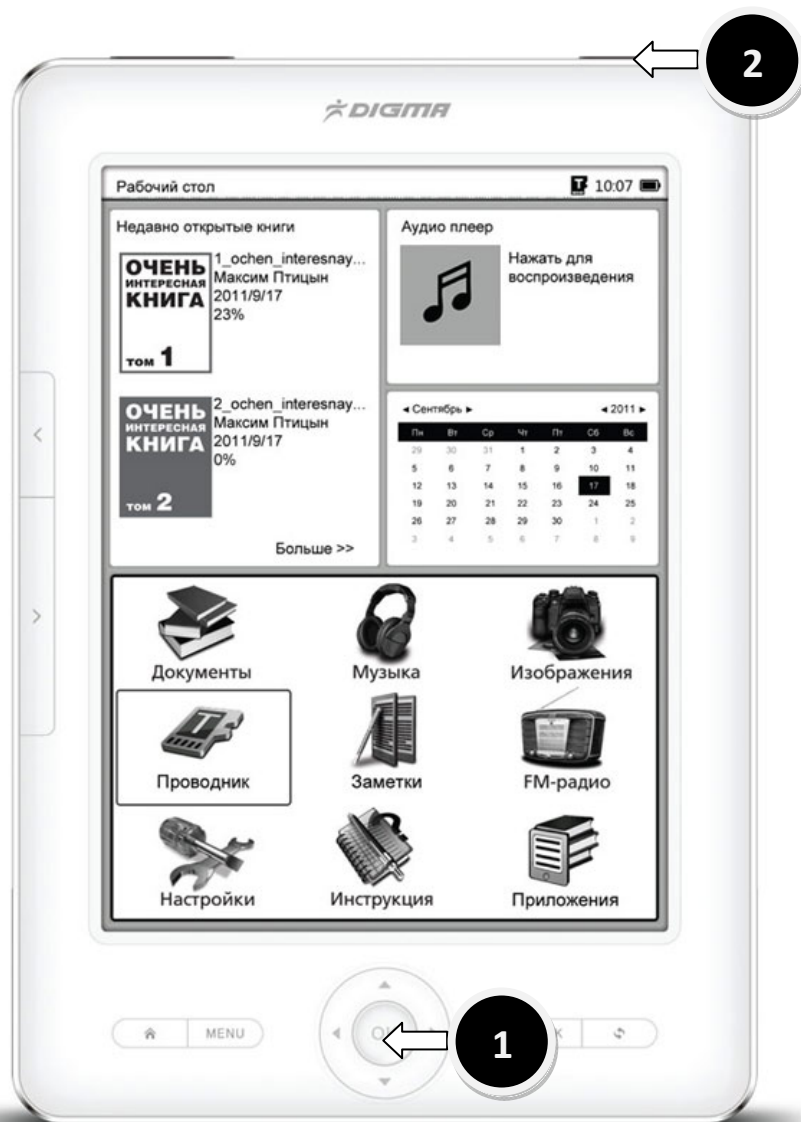 2
DIGMA
Рабочий стол
T 10:07
Недавно открытые книги
ОЧЕНЬ
ИНТЕРЕСНАЯ
КНИГА
том 1
1_ochen_interesnay...
Максим Птицын
2011/9/17
23%
ОЧЕНЬ
ИНТЕРЕСНАЯ
КНИГА
том 2
2_ochen_interesnay...
Максим Птицын
2011/9/17
0%
Больше >>
Аудио плеер
Нажать для
воспроизведения
◄ Сентябрь ► ◄ 2011 ►
Пн Вт Ср Чт Пт Сб Вс
29 30 31 1 2 3 4
5 6 7 8 9 10 11
12 13 14 15 16 17 18
19 20 21 22 23 24 25
26 27 28 29 30 1 2
3 4 5 6 7 8 9
Документы Музыка Изображения
T
Проводник Заметки FM-радио
Настройки Инструкция Приложения
MENU
1